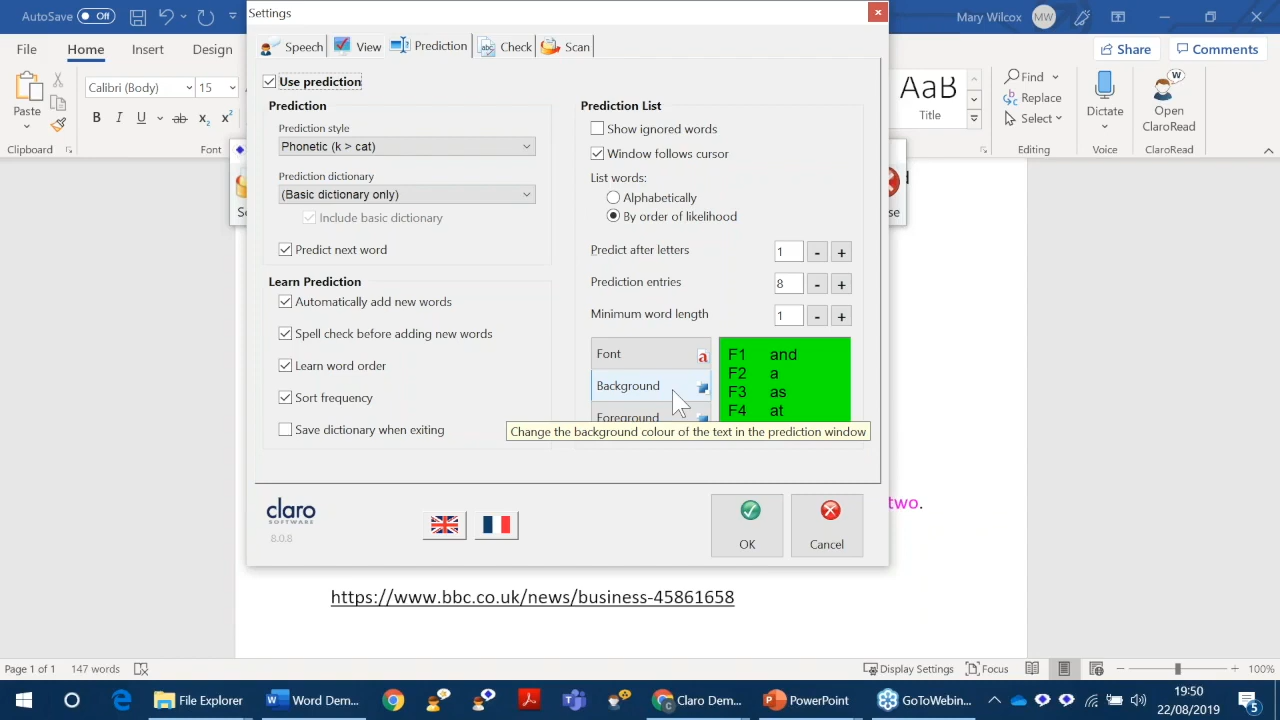 AutoSave Off
Settings
Mary Wilcox MW
File Home Insert Design
Share Comments
Speech View Prediction Check Scan
Use prediction
Prediction
Prediction style
Phonetic (k > cat)
Prediction dictionary
(Basic dictionary only)
Include basic dictionary
Predict next word
Learn Prediction
Automatically add new words
Spell check before adding new words
Learn word order
Sort frequency
Save dictionary when exiting
Prediction List
Show ignored words
Window follows cursor
List words:
Alphabetically
By order of likelihood
Predict after letters 1 - +
Prediction entries 8 - +
Minimum word length 1 - +
Font
Background
Foreground
F1 and
F2 a
F3 as
F4 at
Change the background colour of the text in the prediction window
claro
SOFTWARE
8.0.8
OK
Cancel
Calibri (Body) 15
Paste
B I U ab x₂ x²
Clipboard
Font
AaB
Title
Find
Replace
Select
Editing
Dictate
Voice
Open
ClaroRead
ClaroRead
two.
https://www.bbc.co.uk/news/business-45861658
Page 1 of 1 147 words
Display Settings Focus 100%
File Explorer
Word Dem...
Claro Dem...
PowerPoint
GoToWebin...
19:50
22/08/2019
5